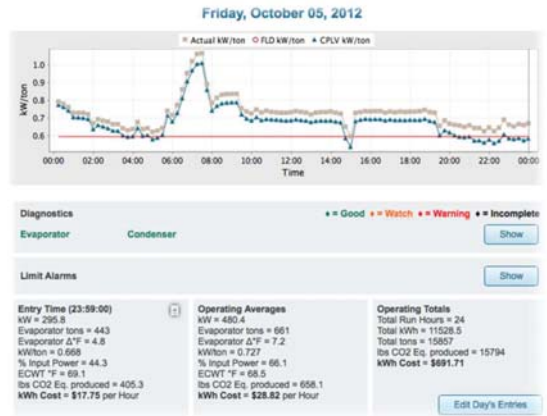 Friday, October 05, 2012
Actual kW/ton FLD kW/ton CPLV kW/ton
kW/ton
1.0
0.9
0.8
0.7
0.6
00:00 02:00 04:00 06:00 08:00 10:00 12:00 14:00 16:00 18:00 20:00 22:00 00:00
Time
Diagnostics
♦ = Good ♦ = Watch ♦ = Warning ♦ = Incomplete
Evaporator Condenser
Show
Limit Alarms
Show
Entry Time (23:59:00)
kW = 295.8
Evaporator tons = 443
Evaporator Δ°F = 4.8
kW/ton = 0.668
% Input Power = 44.3
ECWT °F = 69.1
lbs CO2 Eq. produced = 405.3
kWh Cost = $17.75 per Hour
Operating Averages
kW = 480.4
Evaporator tons = 661
Evaporator Δ°F = 7.2
kW/ton = 0.727
% Input Power = 66.1
ECWT °F = 68.5
lbs CO2 Eq. produced = 658.1
kWh Cost = $28.82 per Hour
Operating Totals
Total Run Hours = 24
Total kWh = 11528.5
Total tons = 15857
lbs CO2 Eq. produced = 15794
kWh Cost = $691.71
Edit Day's Entries